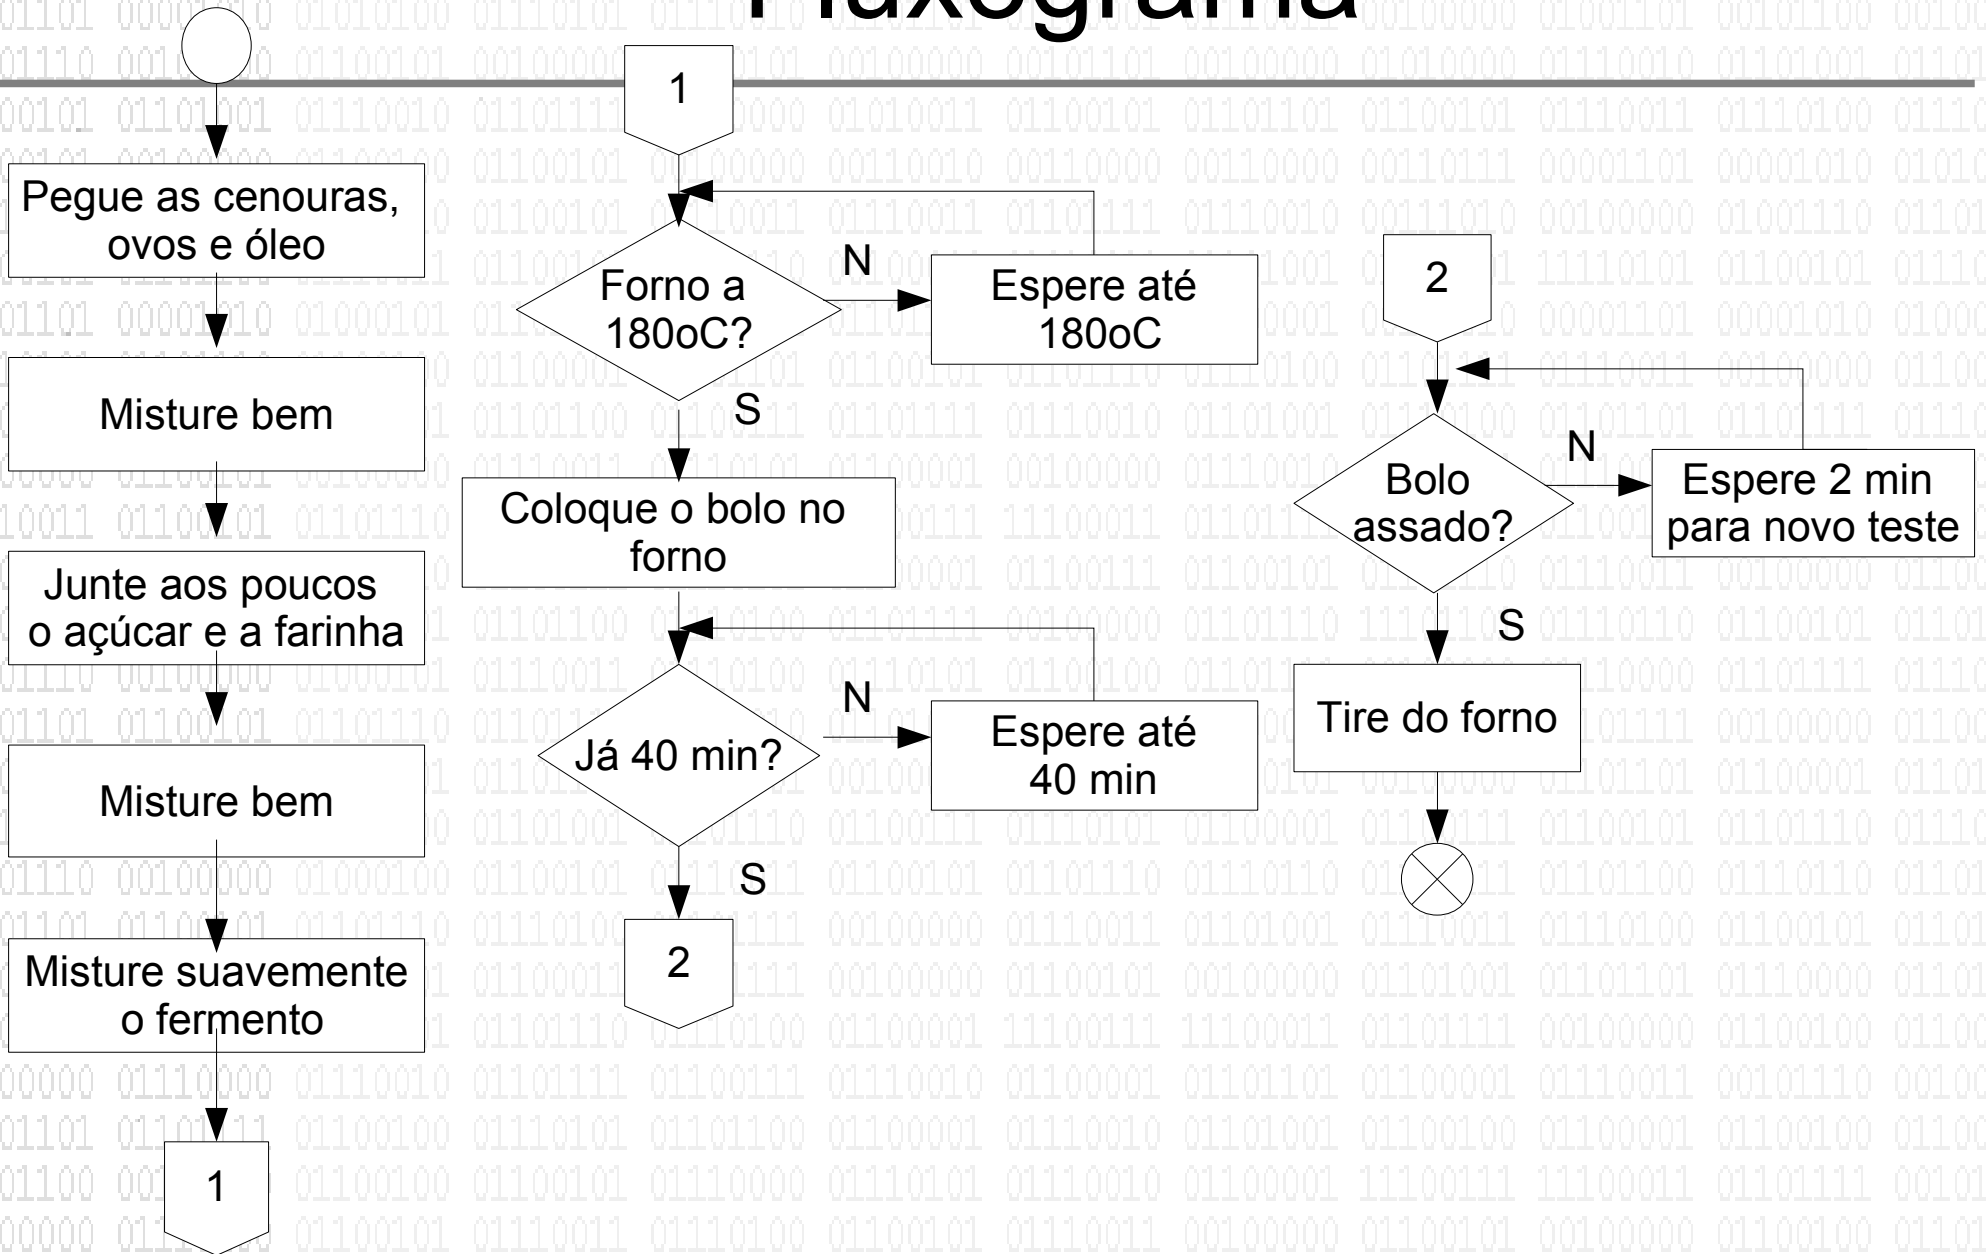 Fluxograma
Pegue as cenouras,
ovos e óleo
Misture bem
Junte aos poucos
o açúcar e a farinha
Misture bem
Misture suavemente
o fermento
1
1
Forno a
180oC?
N
Espere até
180oC
S
Coloque o bolo no
forno
Já 40 min?
N
Espere até
40 min
S
2
2
Bolo
assado?
N
Espere 2 min
para novo teste
S
Tire do forno